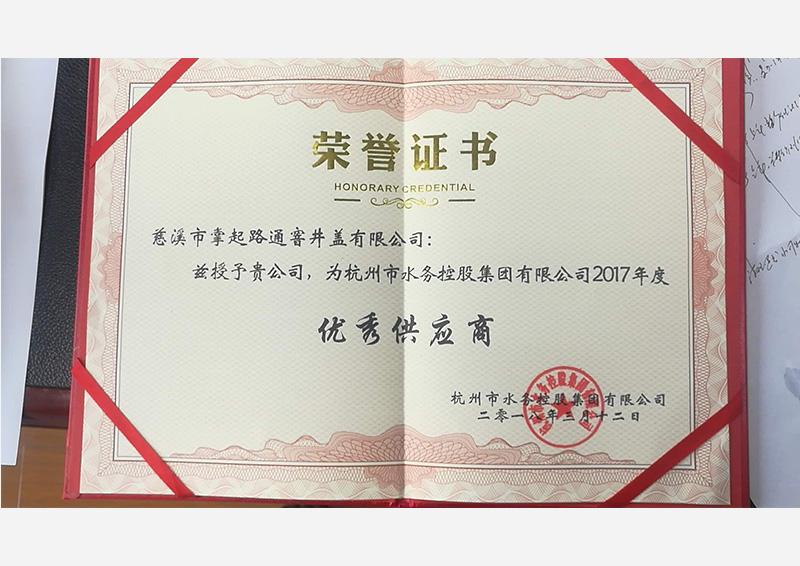 荣誉证书
HONORARY CREDENTIAL
慈溪市掌起路通窨井盖有限公司：
兹授予贵公司，为杭州市水务控股集团有限公司2017年度
优秀供应商
杭州市水务控股集团有限公司
二零一八年三月十二日